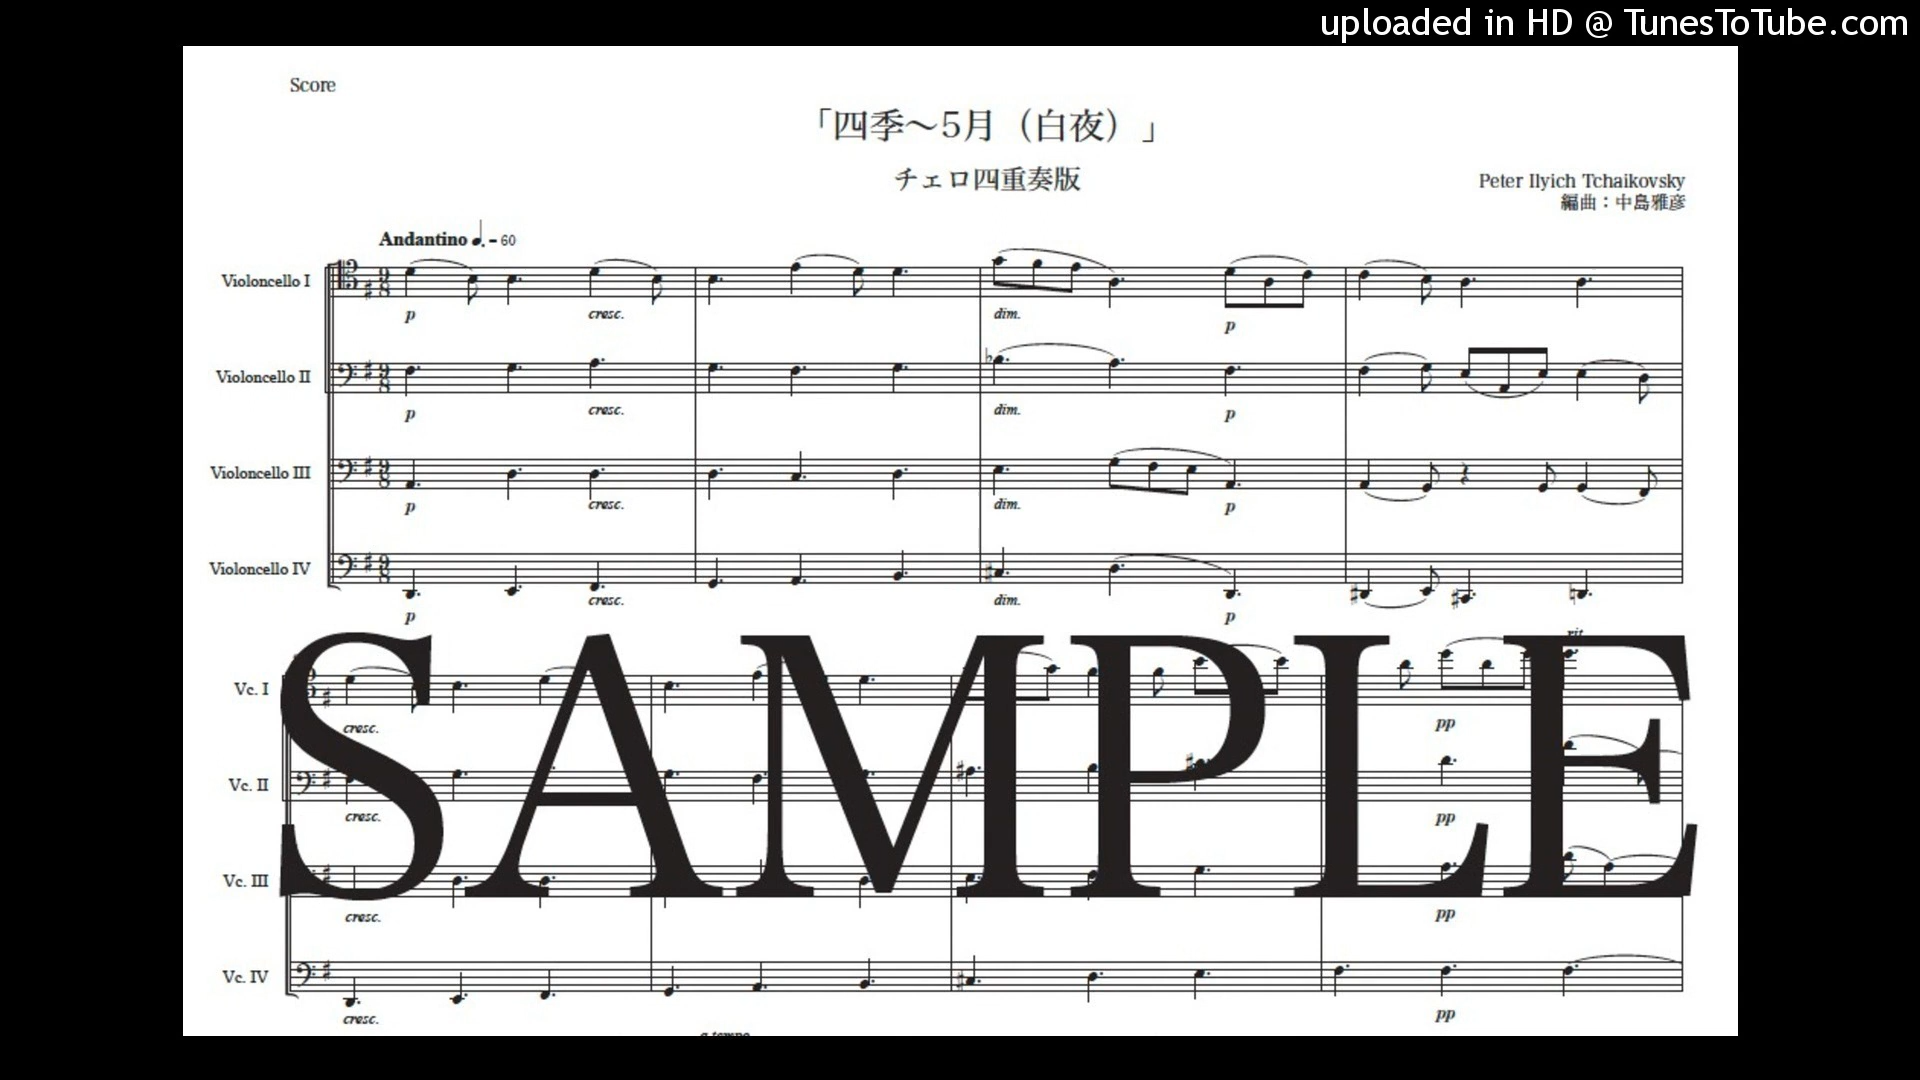 uploaded in HD @ TunesToTube.com
Score
「四季～5月（白夜）」
チェロ四重奏版
Peter Ilyich Tchaikovsky
編曲：中島雅彦
Andantino ♩. = 60
Violoncello I
p cresc. dim. p
Violoncello II
p cresc. dim. p
Violoncello III
p cresc. dim. p
Violoncello IV
p cresc. dim. p
SAMPLE
rit.
Vc. I
cresc. pp
Vc. II
cresc. pp
Vc. III
cresc. pp
Vc. IV
cresc. pp
a tempo